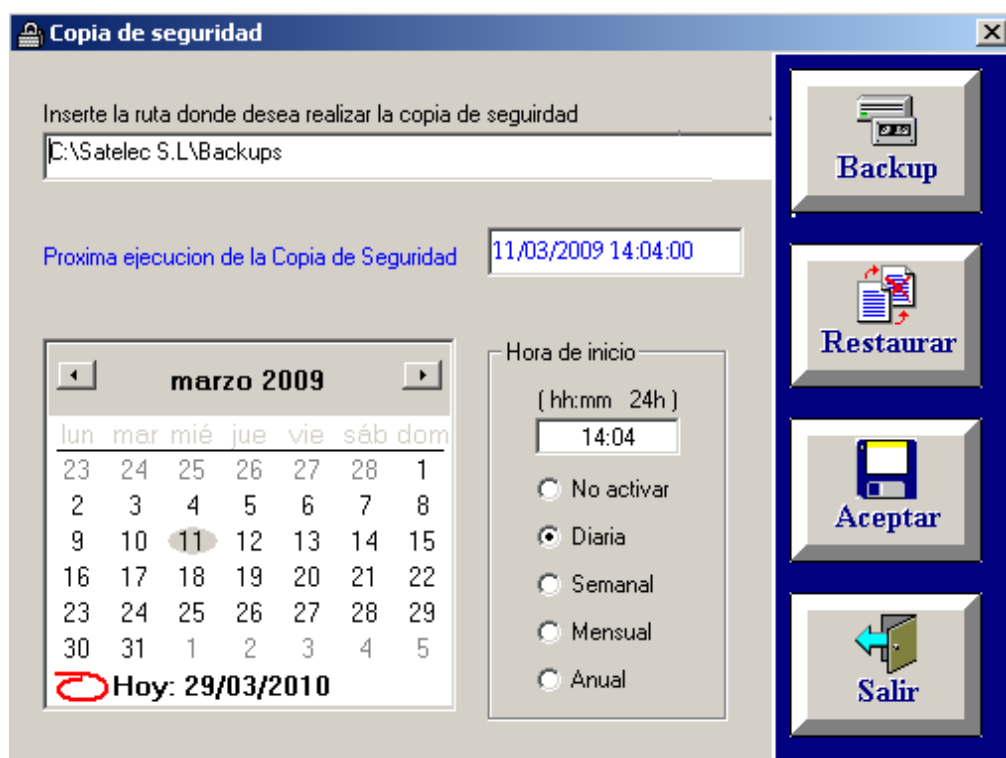 Copia de seguridad
Inserte la ruta donde desea realizar la copia de seguirdad
C:\Satelec S.L\Backups
Proxima ejecucion de la Copia de Seguridad
11/03/2009 14:04:00
marzo 2009
lun mar mié jue vie sáb dom
23 24 25 26 27 28 1
2 3 4 5 6 7 8
9 10 11 12 13 14 15
16 17 18 19 20 21 22
23 24 25 26 27 28 29
30 31 1 2 3 4 5
Hoy: 29/03/2010
Hora de inicio
( hh:mm 24h )
14:04
No activar
Diaria
Semanal
Mensual
Anual
Backup
Restaurar
Aceptar
Salir